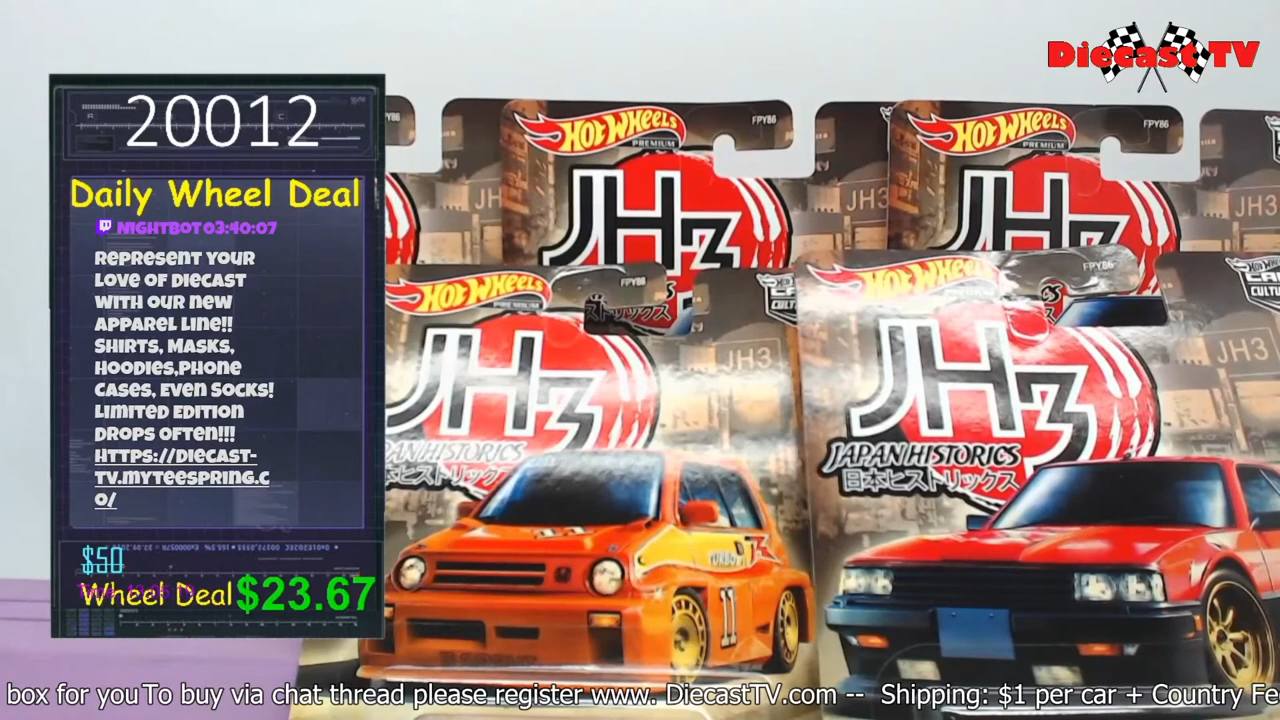 Diecast TV
20012
Daily Wheel Deal
NIGHTBOT 03:40:07
Represent your
love of diecast
with our new
apparel line!!
Shirts, Masks,
Hoodies,Phone
Cases, Even Socks!
Limited Edition
drops often!!!
https://diecast-
tv.myteespring.c
o/
$50
Wheel Deal $23.67
HOT WHEELS
PREMIUM
FPY86
JH3
JH3
HOT WHEELS
PREMIUM
FPY86
JH3
JH3
HOT WHEELS
FPY86
JH3
JH3
JAPAN HISTORICS
日本ヒストリックス
TURBO
11
HOT WHEELS
FPY86
JH3
JH3
JAPAN HISTORICS
日本ヒストリックス
box for you To buy via chat thread please register www. DiecastTV.com -- Shipping: $1 per car + Country Fe